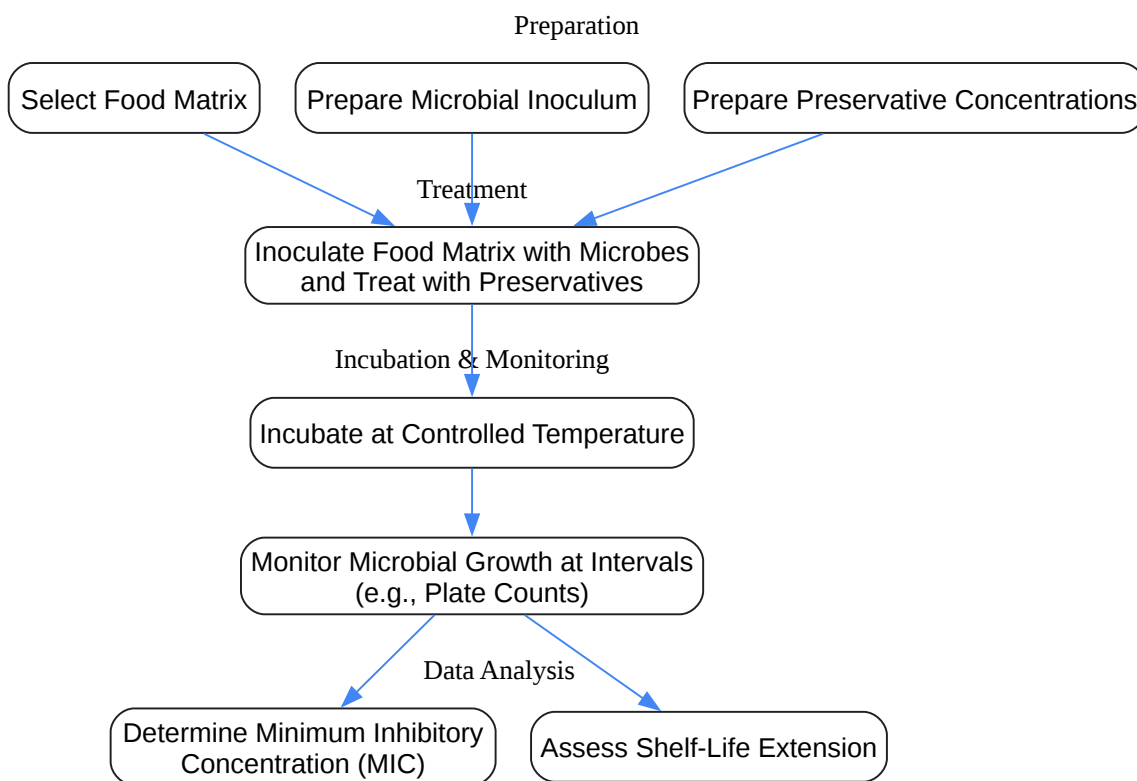 Preparation
Select Food Matrix
Prepare Microbial Inoculum
Prepare Preservative Concentrations
Treatment
Inoculate Food Matrix with Microbes
and Treat with Preservatives
Incubation & Monitoring
Incubate at Controlled Temperature
Monitor Microbial Growth at Intervals
(e.g., Plate Counts)
Data Analysis
Determine Minimum Inhibitory
Concentration (MIC)
Assess Shelf-Life Extension